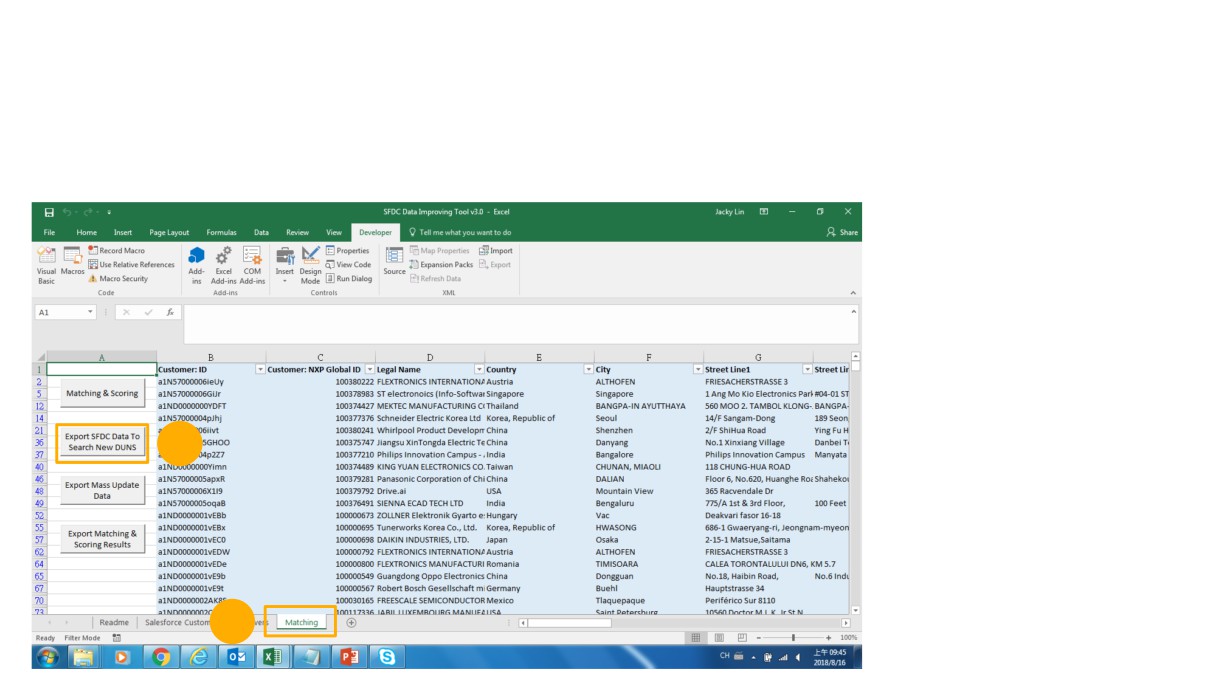 SFDC Data Improving Tool v3.0 - Excel
Jacky Lin
File Home Insert Page Layout Formulas Data Review View Developer Tell me what you want to do Share
Visual Basic
Macros
Record Macro
Use Relative References
Macro Security
Code
Add-ins
Excel Add-ins
COM Add-ins
Add-ins
Insert
Design Mode
Properties
View Code
Run Dialog
Controls
Source
Map Properties
Expansion Packs
Refresh Data
Import
Export
XML
A1
fx
A B C D E F G
1 Customer: ID Customer: NXP Global ID Legal Name Country City Street Line1 Street Lin
2 a1N57000006IeUy 100380222 FLEXTRONICS INTERNATIONA Austria ALTHOFEN FRIESACHERSTRASSE 3
5 a1N57000006GIJr 100378983 ST electronoics (Info-Softwar Singapore Singapore 1 Ang Mo Kio Electronics Park #04-01 ST
12 a1ND0000000YDFT 100374427 MEKTEC MANUFACTURING C Thailand BANGPA-IN AYUTTHAYA 560 MOO 2. TAMBOL KLONG- BANGPA-
14 a1N57000004pJhj 100377376 Schneider Electric Korea Ltd Korea, Republic of Seoul 14/F Sangam-Dong 189 Seon
21 06iivt 100380241 Whirlpool Product Developm China Shenzhen 2/F ShiHua Road Ying Fu H
36 GHOO 100375747 Jiangsu XinTongda Electric Te China Danyang No.1 Xinxiang Village Danbei T
37 04p2Z7 100377210 Philips Innovation Campus - India Bangalore Philips Innovation Campus Manyata
40 a1ND0000000Yimn 100374489 KING YUAN ELECTRONICS CO. Taiwan CHUNAN, MIAOLI 118 CHUNG-HUA ROAD
46 a1N57000005apxR 100379281 Panasonic Corporation of Chi China DALIAN Floor 6, No.620, Huanghe Roa Shahekou
48 a1N57000006X1I9 100379792 Drive.ai USA Mountain View 365 Racvendale Dr
49 a1N57000005oqaB 100376491 SIENNA ECAD TECH LTD India Bengaluru 775/A 1st & 3rd Floor, 100 Feet
52 a1ND0000001vEBb 100000673 ZOLLNER Elektronik Gyarto e Hungary Vac Deakvari fasor 16-18
55 a1ND0000001vEBx 100000695 Tunerworks Korea Co., Ltd. Korea, Republic of HWASONG 686-1 Gwaeryang-ri, Jeongnam-myeon
57 a1ND0000001vEC0 100000698 DAIKIN INDUSTRIES, LTD. Japan Osaka 2-15-1 Matsue,Saitama
62 a1ND0000001vEDW 100000792 FLEXTRONICS INTERNATIONA Austria ALTHOFEN FRIESACHERSTRASSE 3
64 a1ND0000001vEDe 100000800 FLEXTRONICS MANUFACTURI Romania TIMISOARA CALEA TORONTALULUI DN6, KM 5.7
65 a1ND0000001vE9b 100000549 Guangdong Oppo Electronics China Dongguan No.18, Haibin Road, No.6 Indu
67 a1ND0000001vE9t 100000567 Robert Bosch Gesellschaft m Germany Buehl Hauptstrasse 34
70 a1ND0000002AK8 100030165 FREESCALE SEMICONDUCTOR Mexico Tlaquepaque Periférico Sur 8110
73 100117336 JABIL LUXEMBOURG MANUFA USA Saint Petersburg 10560 Doctor M L K Jr St N
Matching & Scoring
Export SFDC Data To
Search New DUNS
Export Mass Update
Data
Export Matching &
Scoring Results
Readme Salesforce Custom vers Matching
Ready Filter Mode 100%
CH
上午 09:45
2018/8/16